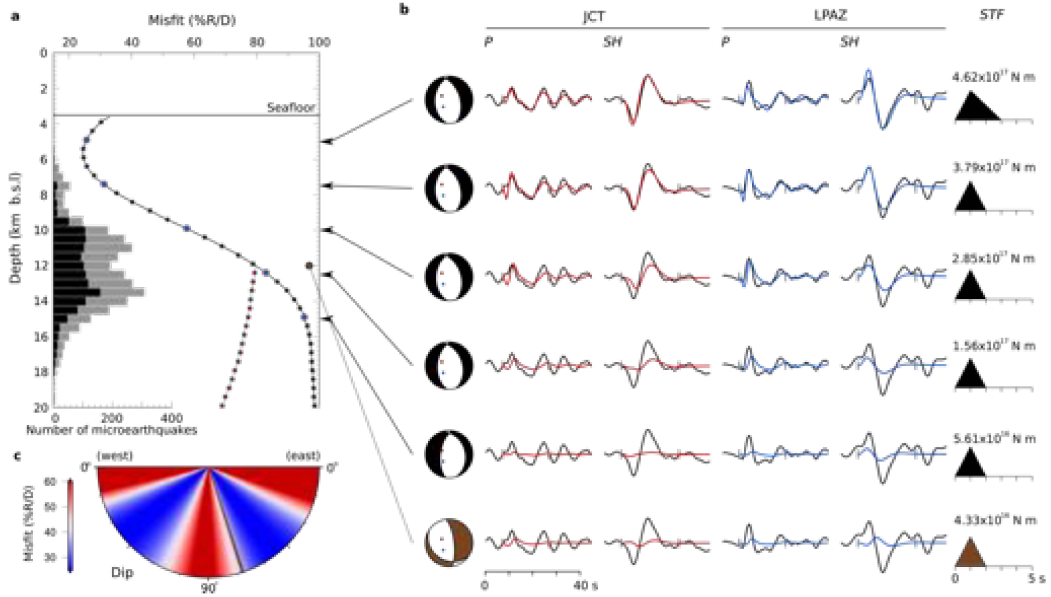 a
Misfit (%R/D)
20 40 60 80 100
0
2
4
6
8
10
12
14
16
18
20
Depth (km b.s.l)
Seafloor
0 200 400
Number of microearthquakes
b
JCT LPAZ STF
P SH P SH
4.62x10¹⁷ N m
3.79x10¹⁷ N m
2.85x10¹⁷ N m
1.56x10¹⁷ N m
5.61x10¹⁶ N m
4.33x10¹⁶ N m
0 40 s
0 5 s
c
(west) (east)
0° 0°
60
50
40
30
Misfit (%R/D)
Dip
90°